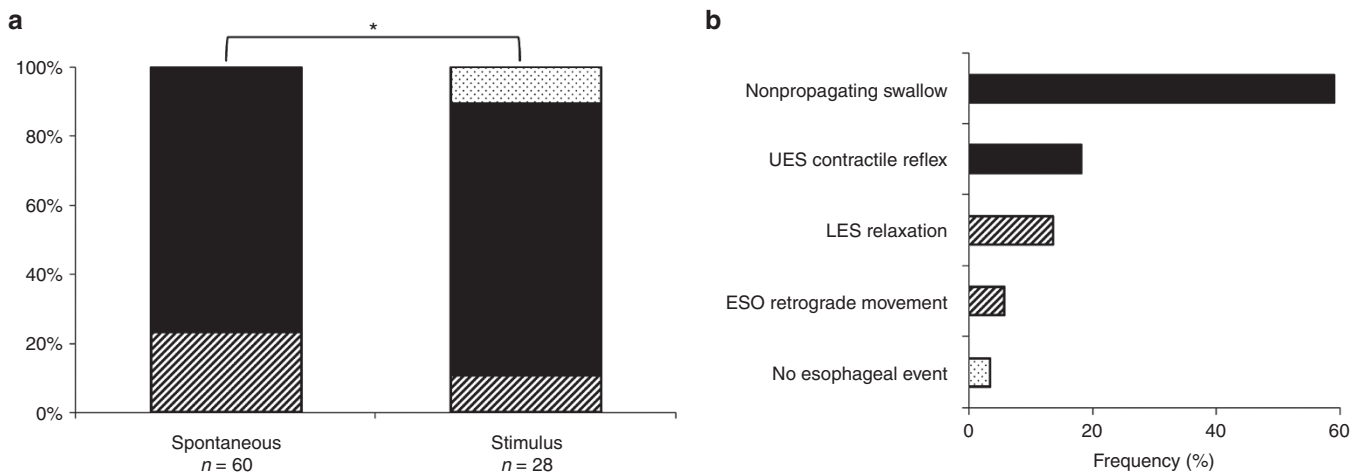 a
*
100%
80%
60%
40%
20%
0%
Spontaneous
n = 60
Stimulus
n = 28
b
Nonpropagating swallow
UES contractile reflex
LES relaxation
ESO retrograde movement
No esophageal event
0 20 40 60
Frequency (%)